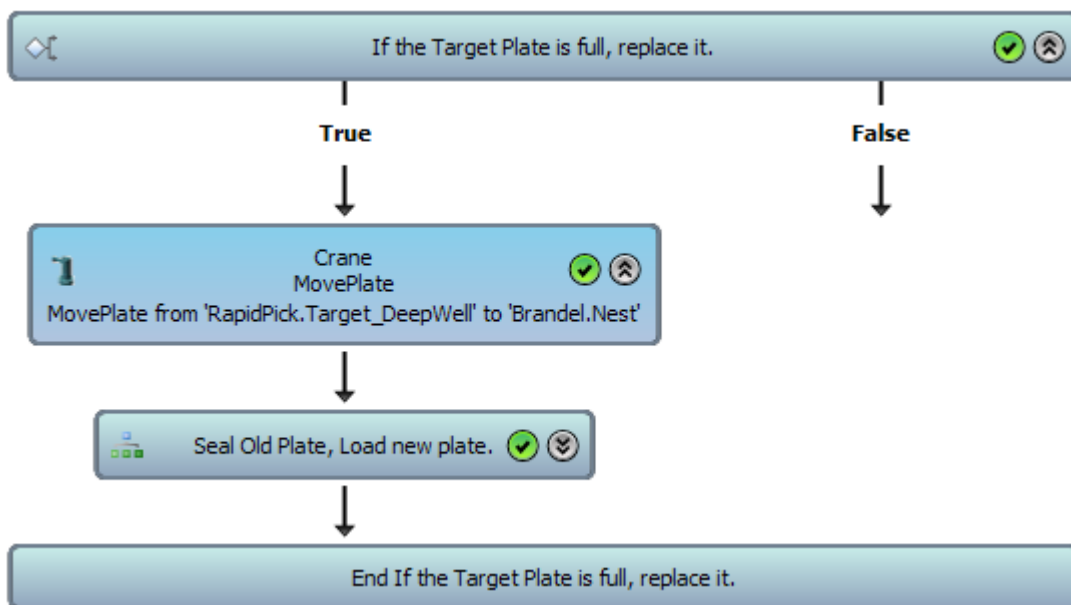 If the Target Plate is full, replace it.
True
False
Crane
MovePlate
MovePlate from 'RapidPick.Target_DeepWell' to 'Brandel.Nest'
Seal Old Plate, Load new plate.
End If the Target Plate is full, replace it.